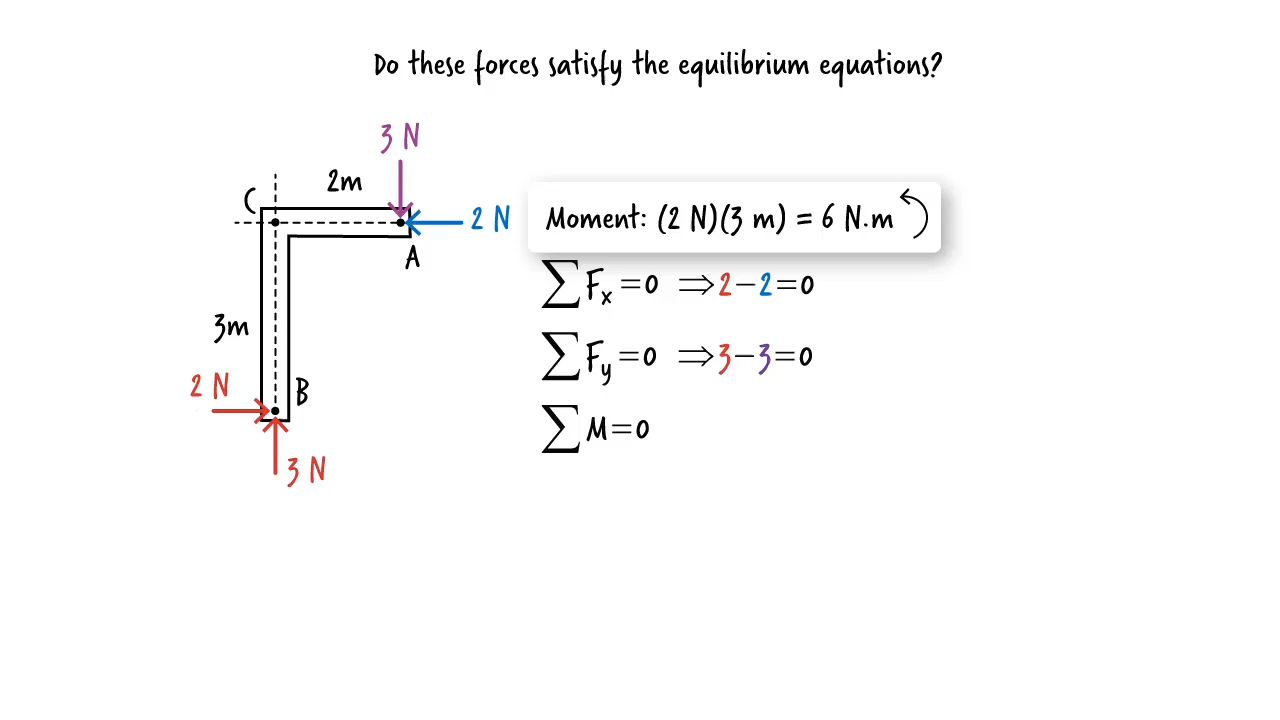 Do these forces satisfy the equilibrium equations?
3 N
2m
C
2 N
A
Moment: (2 N)(3 m) = 6 N.m
∑ Fx = 0 ⟹ 2 − 2 = 0
3m
∑ Fy = 0 ⟹ 3 − 3 = 0
2 N
B
∑ M = 0
3 N